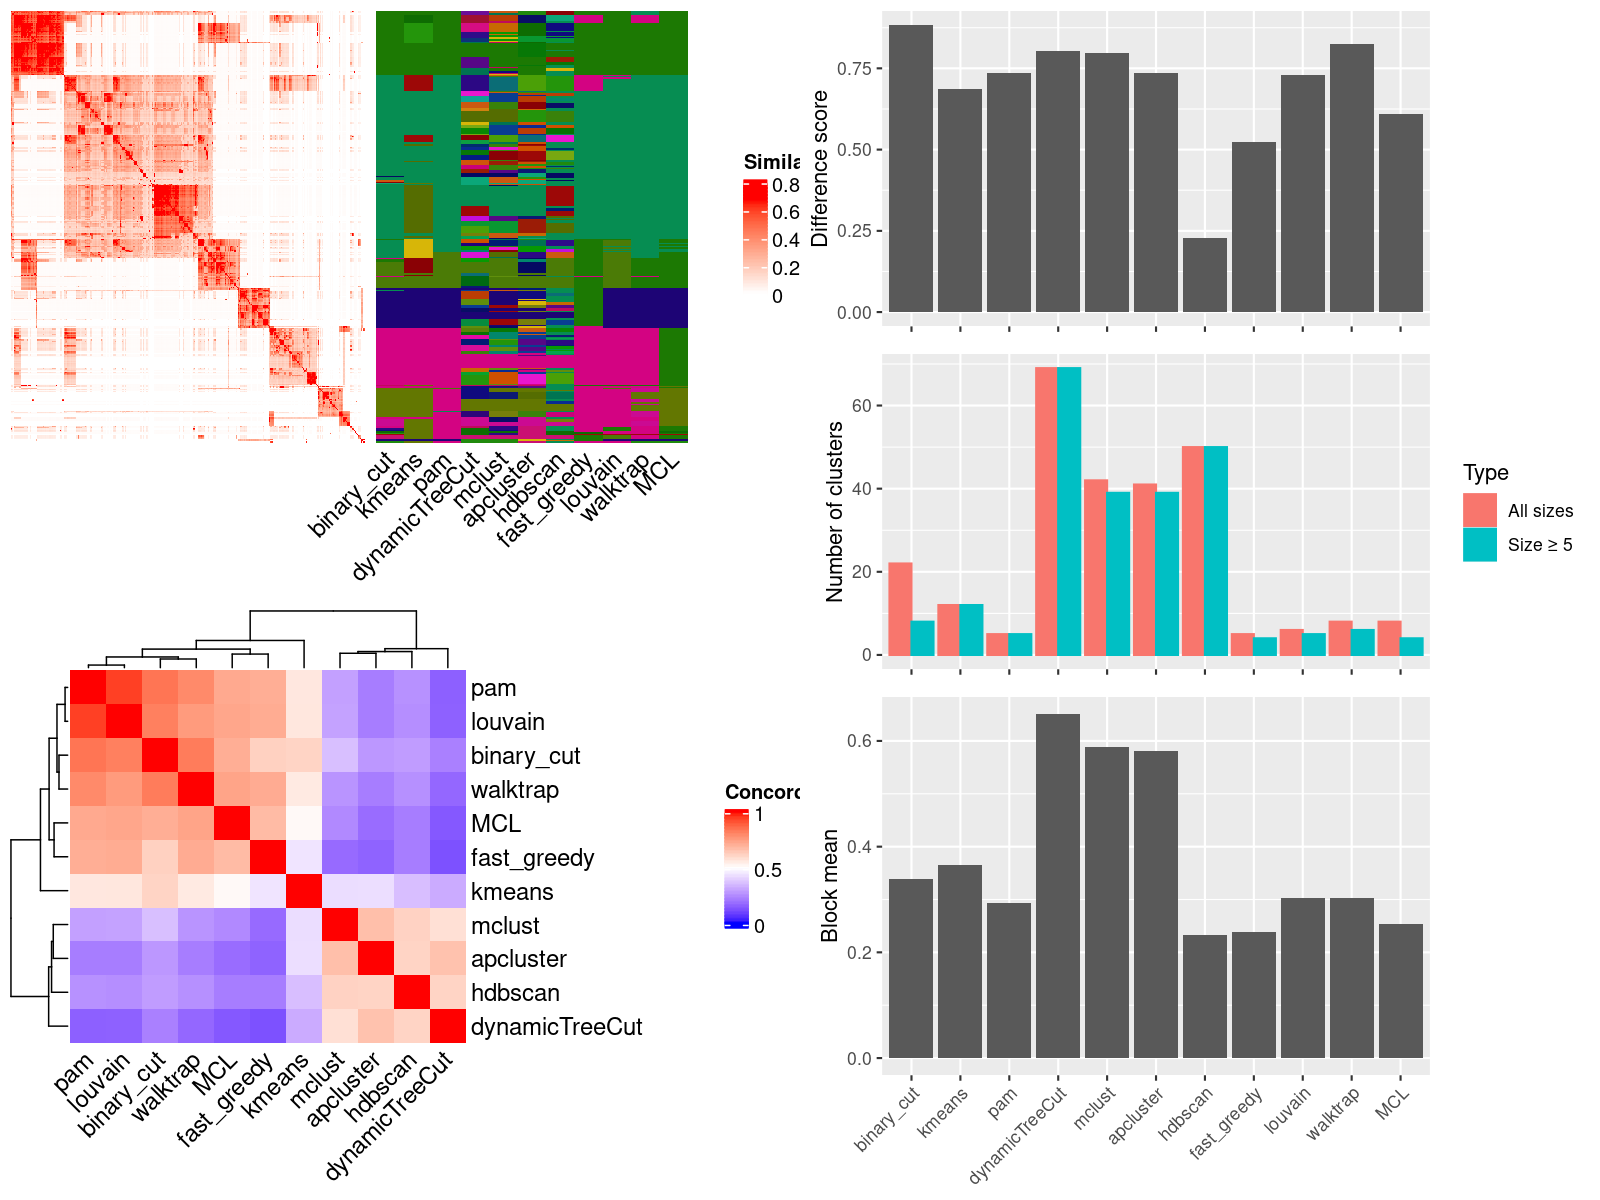 Simila
0.8
0.6
0.4
0.2
0
binary_cut
kmeans
pam
dynamicTreeCut
mclust
apcluster
hdbscan
fast_greedy
louvain
walktrap
MCL
Difference score
0.75
0.50
0.25
0.00
Number of clusters
60
40
20
0
Type
All sizes
Size ≥ 5
pam
louvain
binary_cut
walktrap
MCL
fast_greedy
kmeans
mclust
apcluster
hdbscan
dynamicTreeCut
pam
louvain
binary_cut
walktrap
MCL
fast_greedy
kmeans
mclust
apcluster
hdbscan
dynamicTreeCut
Concord
1
0.5
0
Block mean
0.6
0.4
0.2
0.0
binary_cut
kmeans
pam
dynamicTreeCut
mclust
apcluster
hdbscan
fast_greedy
louvain
walktrap
MCL